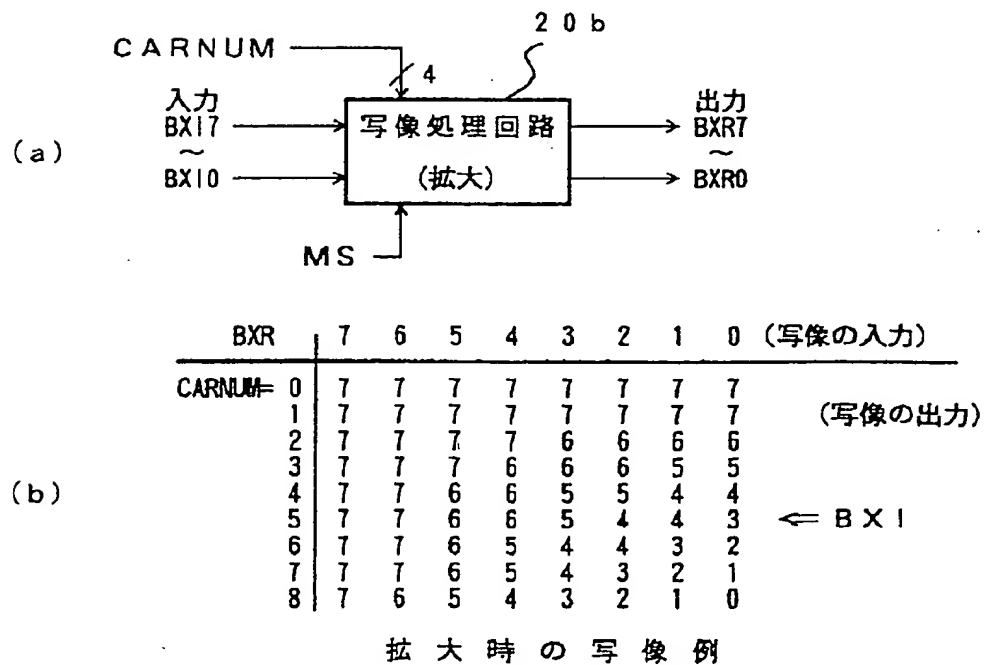 20b
CARNUM
4
入力
BXI7
~
BXI0
写像処理回路
(拡大)
出力
BXR7
~
BXR0
(a)
MS
BXR 7 6 5 4 3 2 1 0 (写像の入力)
CARNUM= 0 7 7 7 7 7 7 7 7
1 7 7 7 7 7 7 7 7 (写像の出力)
2 7 7 7 7 6 6 6 6
3 7 7 7 6 6 6 5 5
(b)
4 7 7 6 6 5 5 4 4
5 7 7 6 6 5 4 4 3 ⇐ BXI
6 7 7 6 5 4 4 3 2
7 7 7 6 5 4 3 2 1
8 7 6 5 4 3 2 1 0
拡大時の写像例